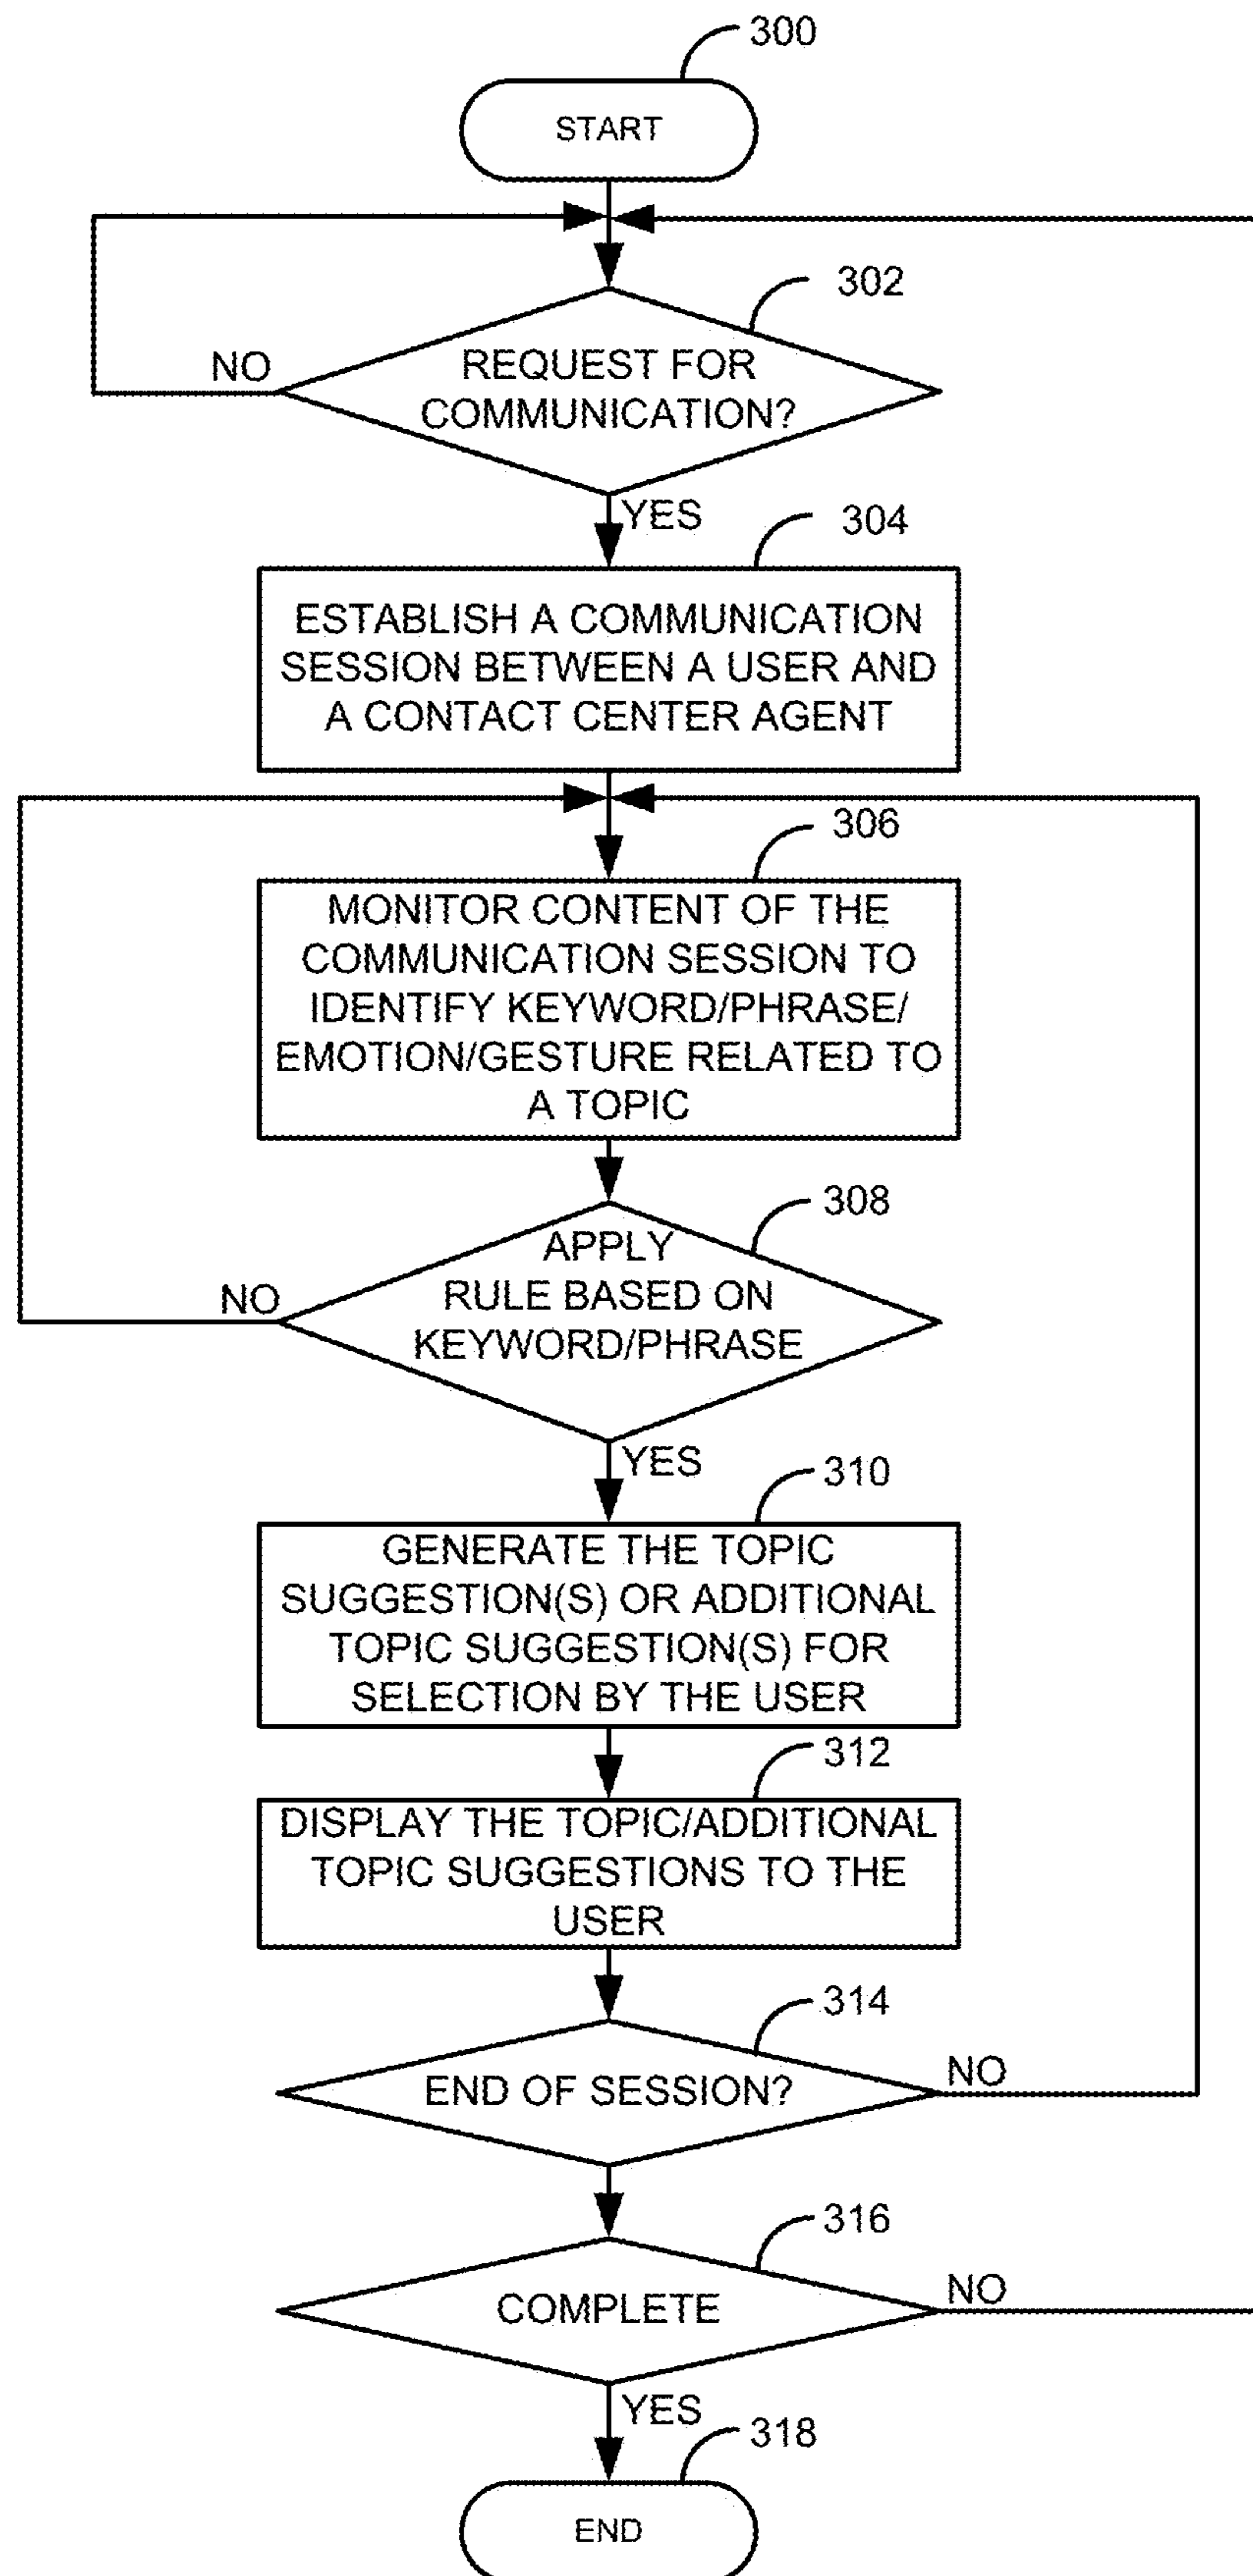 300
START
302
REQUEST FOR
COMMUNICATION?
NO
YES
304
ESTABLISH A COMMUNICATION
SESSION BETWEEN A USER AND
A CONTACT CENTER AGENT
306
MONITOR CONTENT OF THE
COMMUNICATION SESSION TO
IDENTIFY KEYWORD/PHRASE/
EMOTION/GESTURE RELATED TO
A TOPIC
308
APPLY
RULE BASED ON
KEYWORD/PHRASE
NO
YES
310
GENERATE THE TOPIC
SUGGESTION(S) OR ADDITIONAL
TOPIC SUGGESTION(S) FOR
SELECTION BY THE USER
312
DISPLAY THE TOPIC/ADDITIONAL
TOPIC SUGGESTIONS TO THE
USER
314
END OF SESSION?
NO
316
COMPLETE
NO
YES
318
END